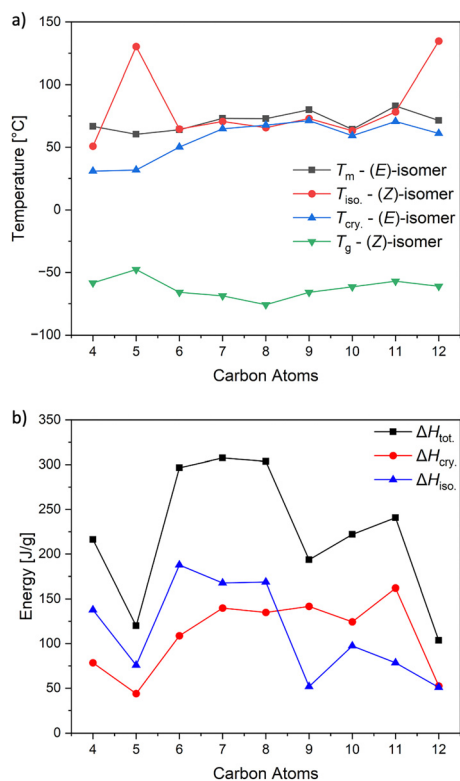 a)
150
100
50
0
−50
−100
Temperature [°C]
Tm - (E)-isomer
Tiso. - (Z)-isomer
Tcry. - (E)-isomer
Tg - (Z)-isomer
4 5 6 7 8 9 10 11 12
Carbon Atoms
b)
350
300
250
200
150
100
50
0
Energy [J/g]
ΔHtot.
ΔHcry.
ΔHiso.
4 5 6 7 8 9 10 11 12
Carbon Atoms